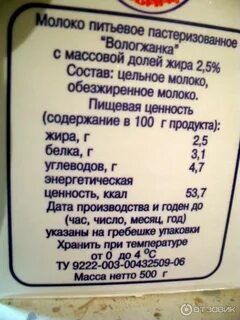 Молоко питьевое пастеризованное
"Вологжанка"
с массовой долей жира 2,5%
Состав: цельное молоко,
обезжиренное молоко.
Пищевая ценность
(содержание в 100 г продукта):
жира, г 2,5
белка, г 3,1
углеводов, г 4,7
энергетическая
ценность, ккал 53,7
Дата производства и годен до
(час, число, месяц, год)
указаны на гребешке упаковки
Хранить при температуре
от 0 до 4 °С
ТУ 9222-003-00432509-06
Масса нетто 500 г
отзовик